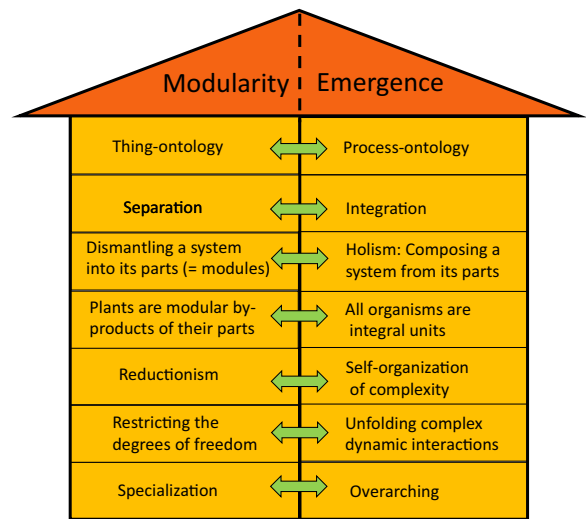 Modularity Emergence
Thing-ontology Process-ontology
Separation Integration
Dismantling a system Holism: Composing a
into its parts (= modules) system from its parts
Plants are modular by- All organisms are
products of their parts integral units
Reductionism Self-organization
of complexity
Restricting the Unfolding complex
degrees of freedom dynamic interactions
Specialization Overarching